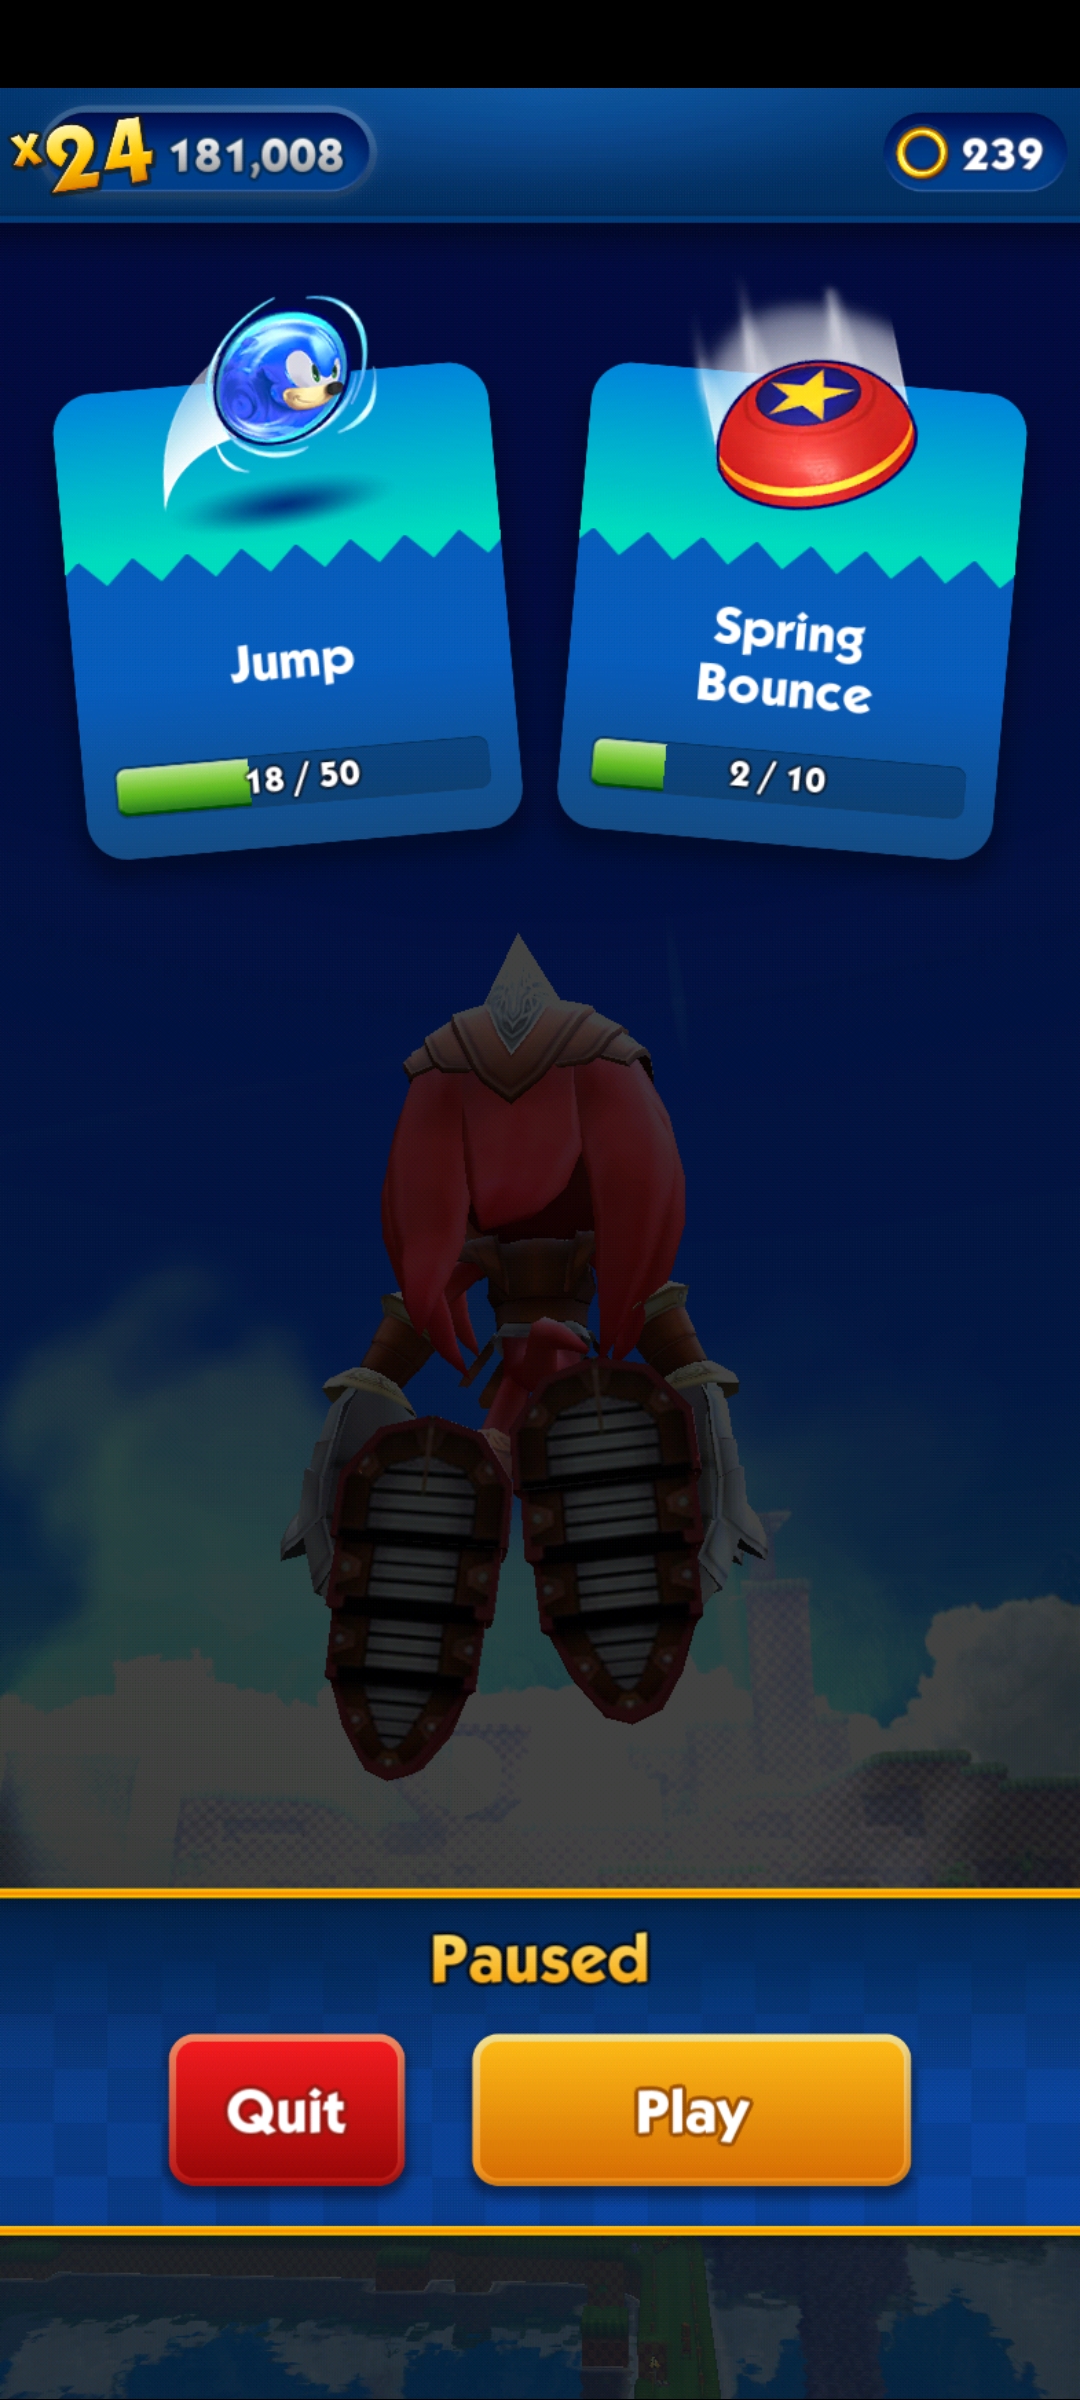 x24 181,008
239
Jump
Spring
Bounce
18 / 50
2 / 10
Paused
Quit
Play